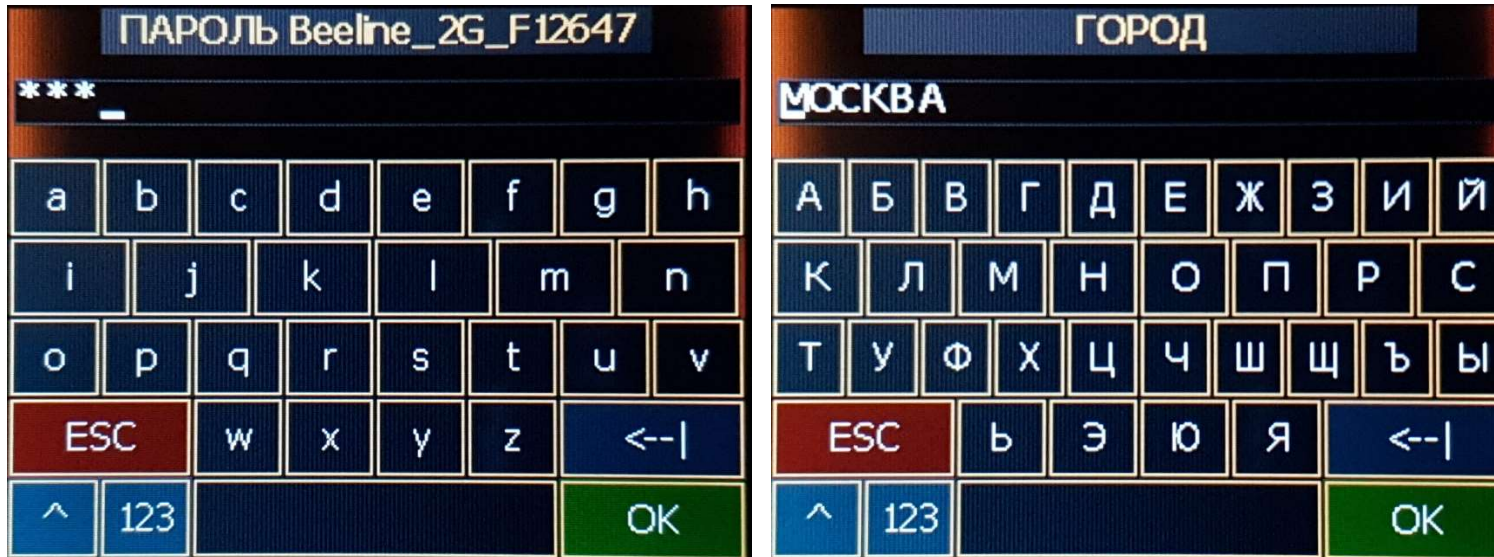 ПАРОЛЬ Beeline_2G_F12647
***_
a b c d e f g h
i j k l m n
o p q r s t u v
ESC w x y z <--|
^ 123 OK
ГОРОД
МОСКВА
А Б В Г Д Е Ж З И Й
К Л М Н О П Р С
Т У Ф Х Ц Ч Ш Щ Ъ Ы
ESC Ь Э Ю Я <--|
^ 123 OK